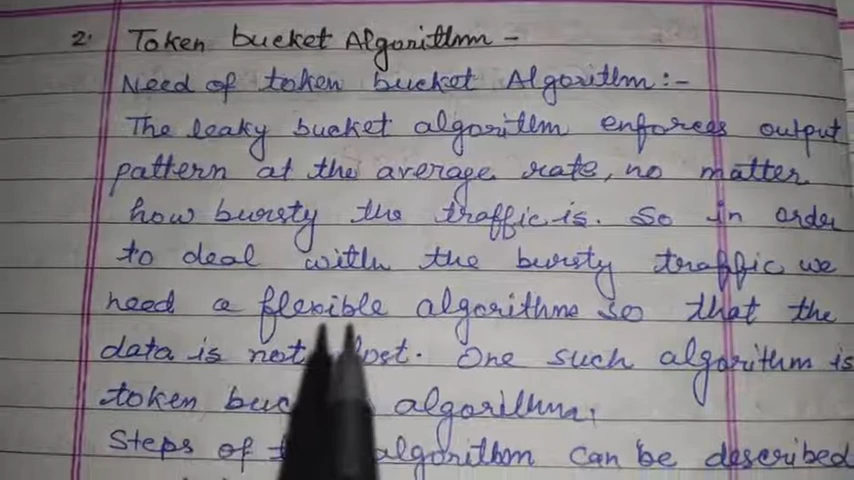 2. Token bucket Algorithm -
Need of token bucket Algorithm :-
The leaky bucket algorithm enforces output
pattern at the average rate, no matter
how bursty the traffic is. So in order
to deal with the bursty traffic we
need a flexible algorithms so that the
data is not lost. One such algorithm is
token algorithm.
Steps of algorithm can be described